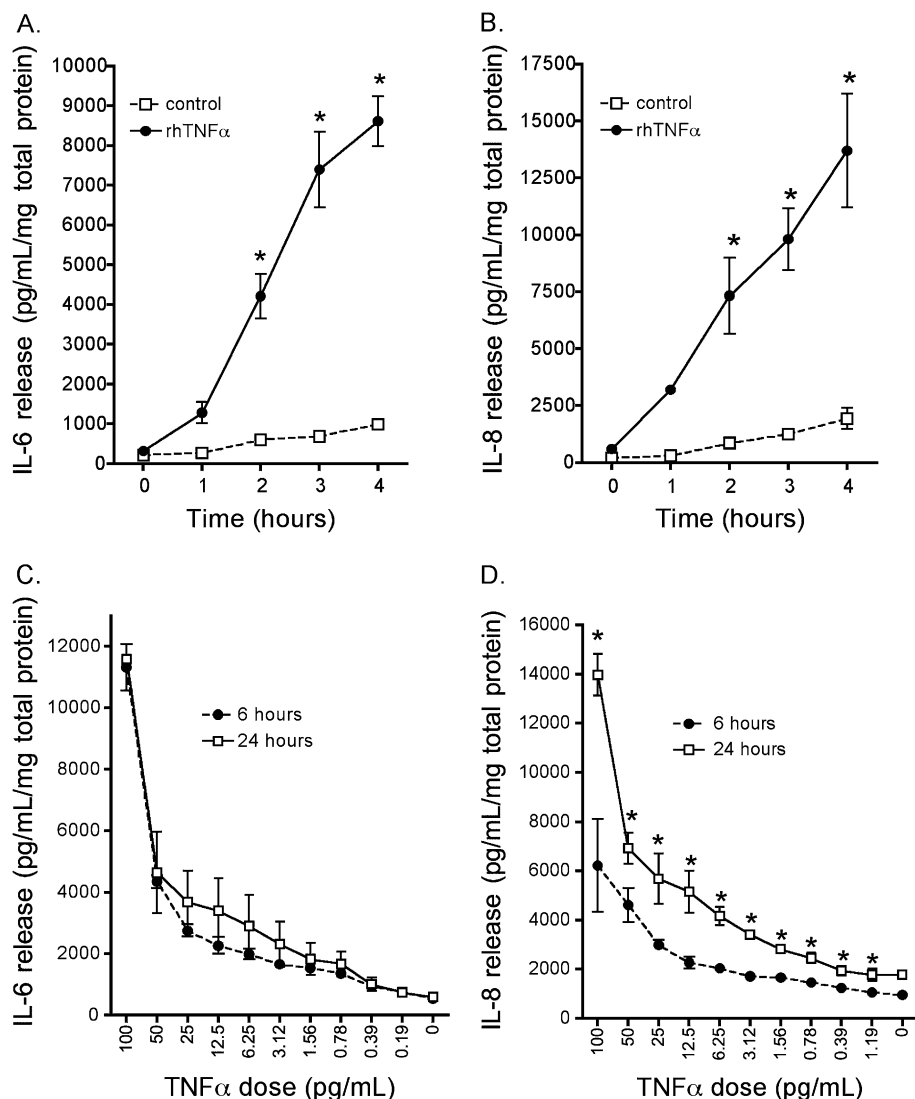 A.
IL-6 release (pg/mL/mg total protein)
10000
9000
8000
7000
6000
5000
4000
3000
2000
1000
0
control
rhTNFα
*
*
*
0 1 2 3 4
Time (hours)
B.
IL-8 release (pg/mL/mg total protein)
17500
15000
12500
10000
7500
5000
2500
0
control
rhTNFα
*
*
*
0 1 2 3 4
Time (hours)
C.
IL-6 release (pg/mL/mg total protein)
12000
10000
8000
6000
4000
2000
0
6 hours
24 hours
100 50 25 12.5 6.25 3.12 1.56 0.78 0.39 0.19 0
TNFα dose (pg/mL)
D.
IL-8 release (pg/mL/mg total protein)
16000
14000
12000
10000
8000
6000
4000
2000
0
6 hours
24 hours
* * * * * * * * * *
100 50 25 12.5 6.25 3.12 1.56 0.78 0.39 1.19 0
TNFα dose (pg/mL)